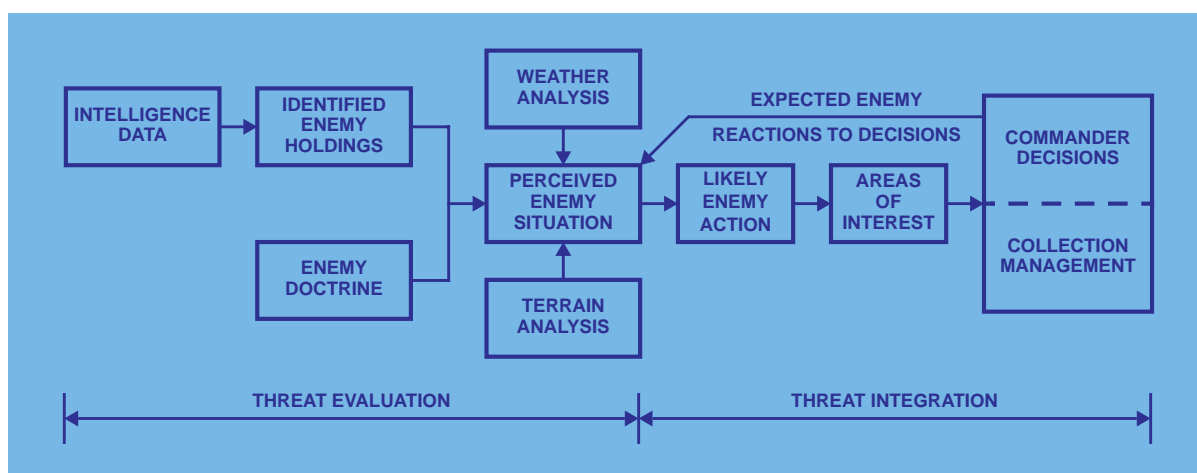 INTELLIGENCE
DATA
IDENTIFIED
ENEMY
HOLDINGS
ENEMY
DOCTRINE
WEATHER
ANALYSIS
PERCEIVED
ENEMY
SITUATION
TERRAIN
ANALYSIS
EXPECTED ENEMY
REACTIONS TO DECISIONS
LIKELY
ENEMY
ACTION
AREAS
OF
INTEREST
COMMANDER
DECISIONS
COLLECTION
MANAGEMENT
THREAT EVALUATION
THREAT INTEGRATION